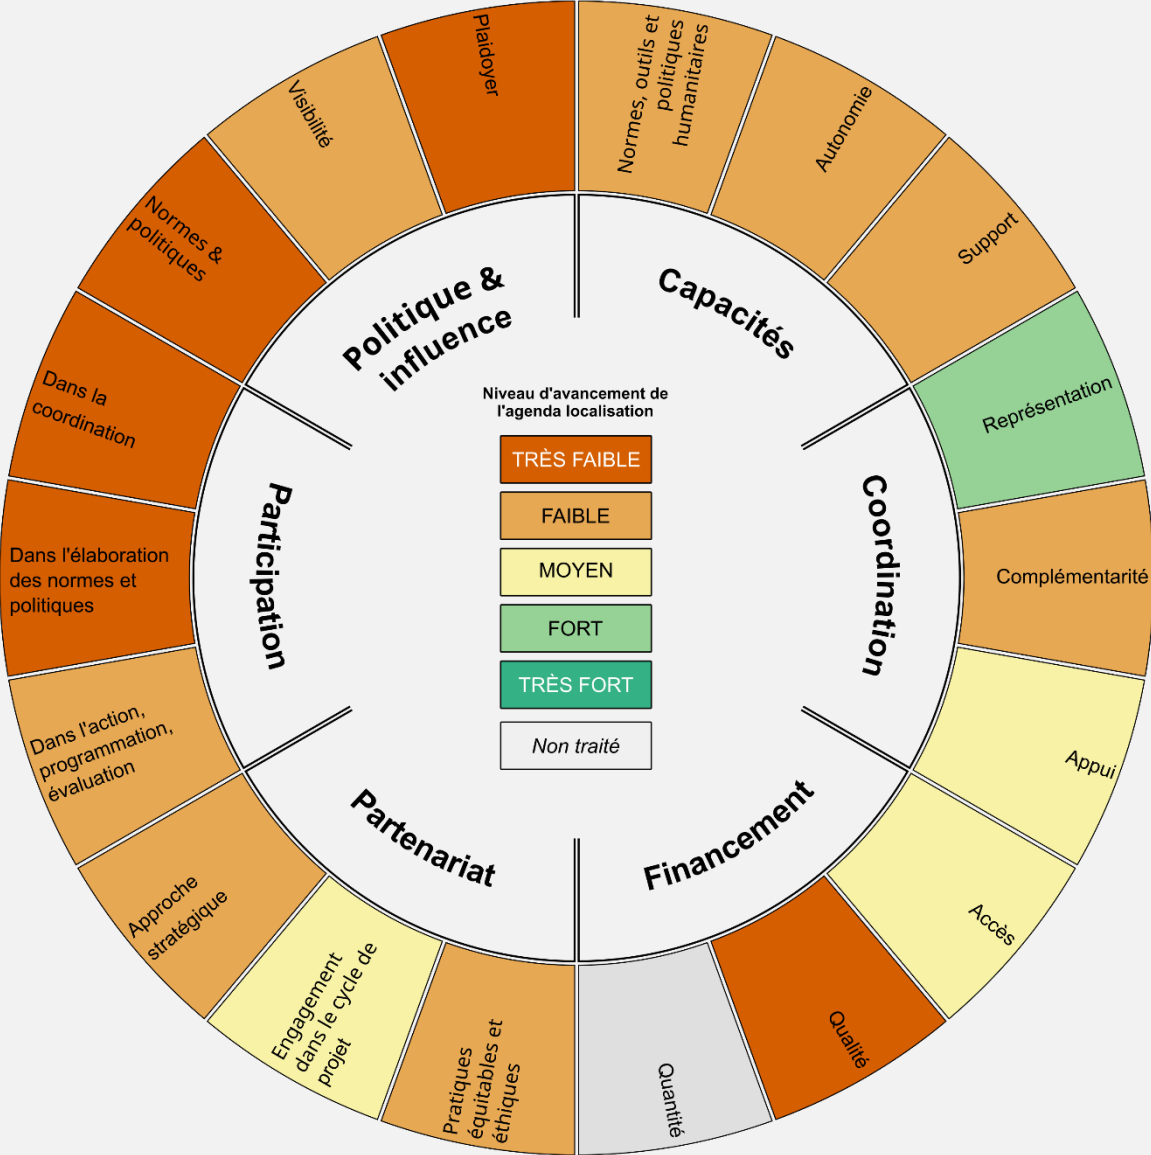 Plaidoyer
Normes, outils et
politiques
humanitaires
Visibilité
Autonomie
Normes &
politiques
Support
Politique &
influence
Capacités
Dans la
coordination
Représentation
Niveau d'avancement de
l'agenda localisation
TRÈS FAIBLE
FAIBLE
MOYEN
FORT
TRÈS FORT
Non traité
Participation
Coordination
Dans l'élaboration
des normes et
politiques
Complémentarité
Dans l'action,
programmation,
évaluation
Appui
Partenariat
Financement
Approche
stratégique
Accès
Engagement
dans le cycle de
projet
Qualité
Pratiques
équitables et
éthiques
Quantité